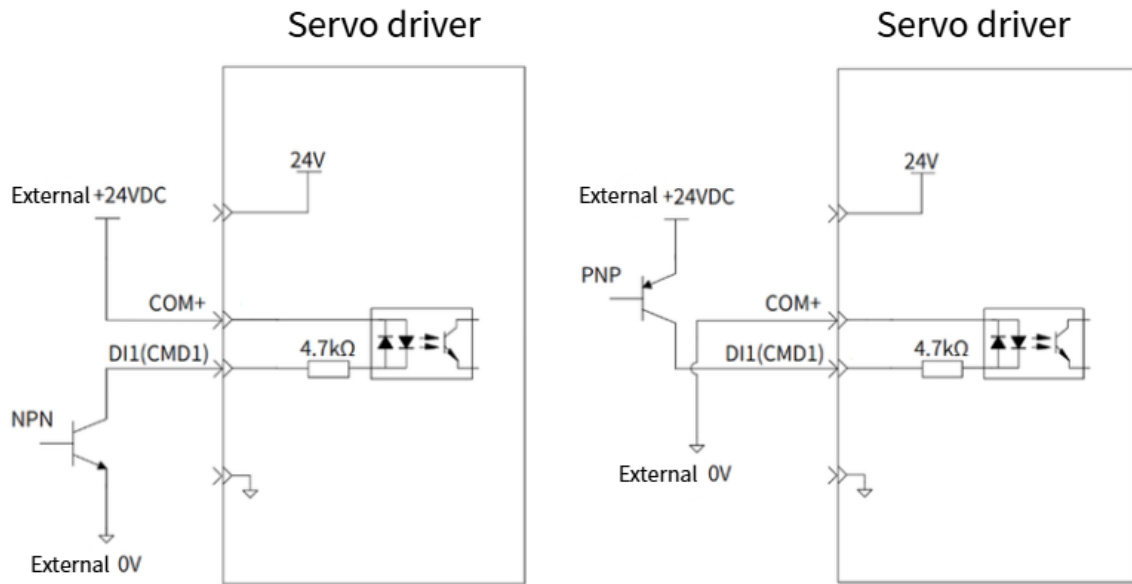 Servo driver
24V
External +24VDC
COM+
DI1(CMD1)
4.7kΩ
NPN
External 0V
Servo driver
24V
External +24VDC
PNP
COM+
DI1(CMD1)
4.7kΩ
External 0V